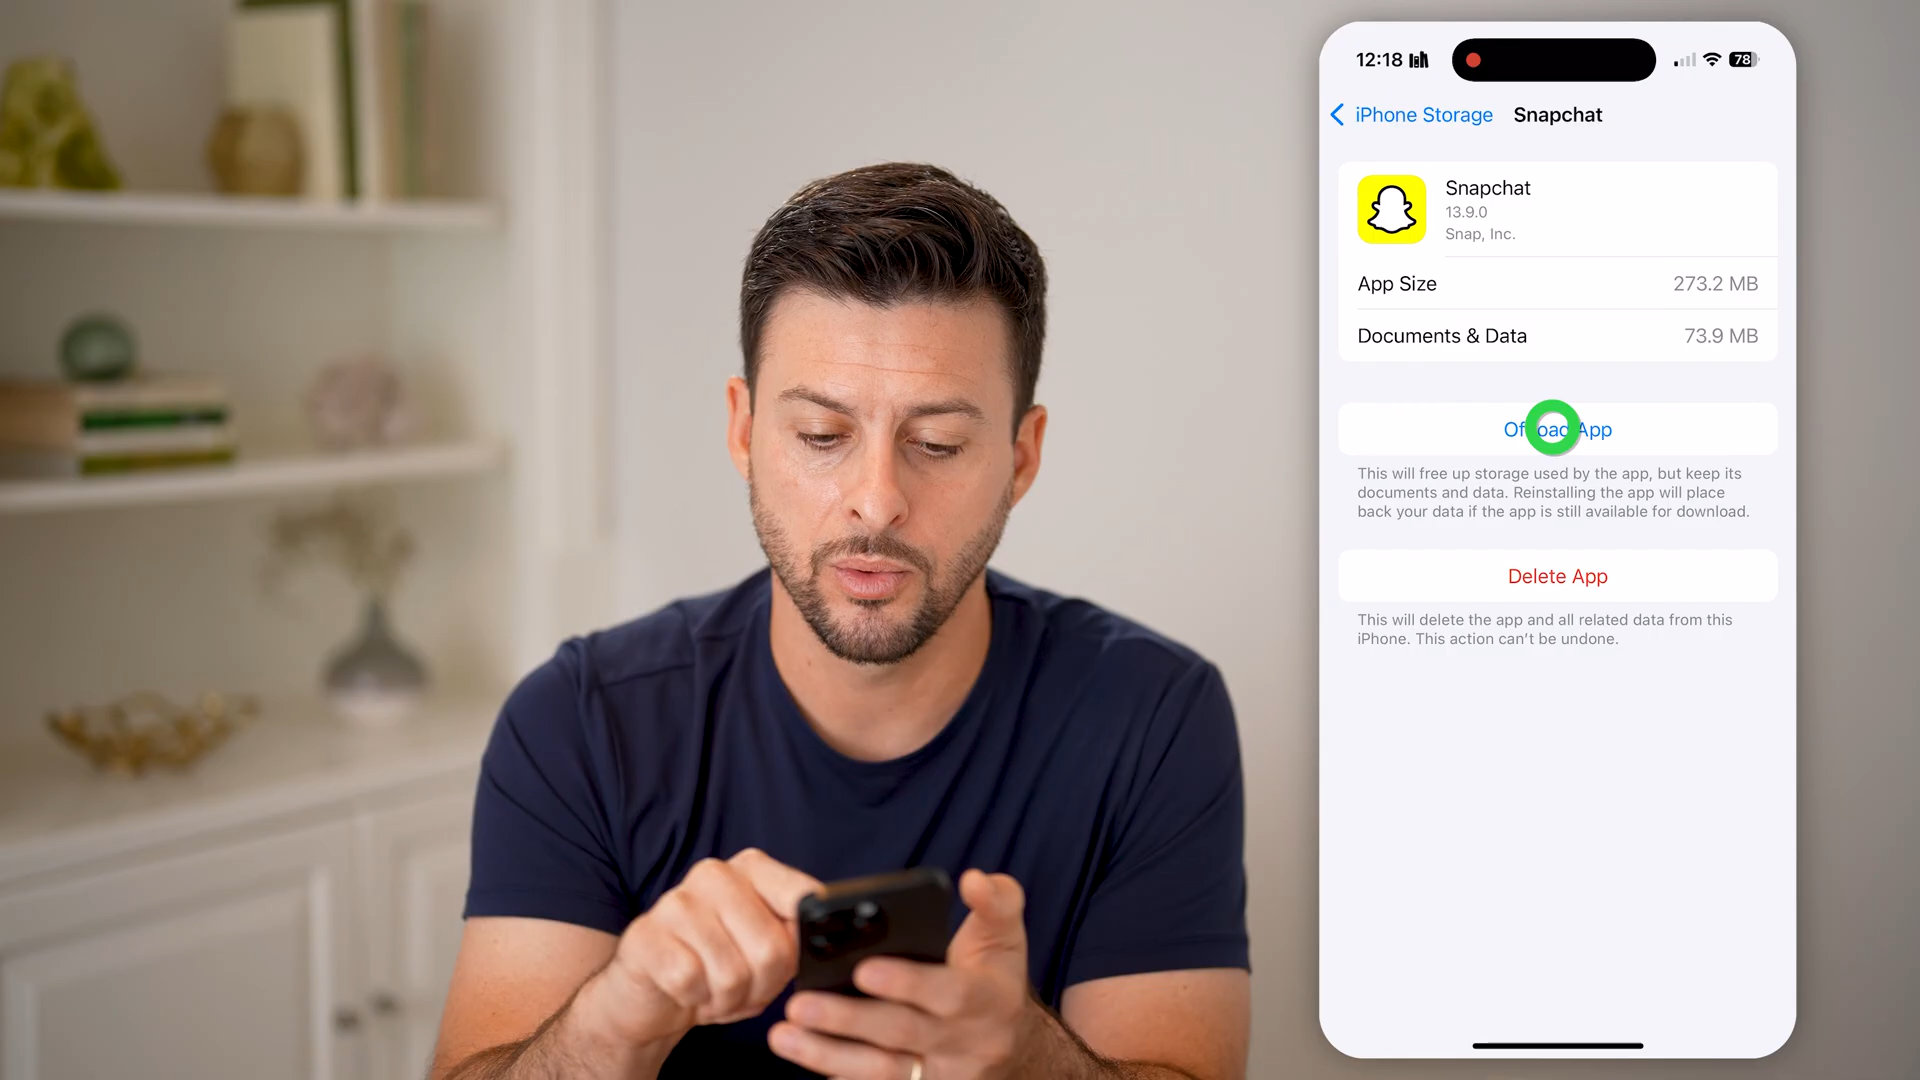 12:18
78
iPhone Storage Snapchat
Snapchat
13.9.0
Snap, Inc.
App Size 273.2 MB
Documents & Data 73.9 MB
Offload App
This will free up storage used by the app, but keep its
documents and data. Reinstalling the app will place
back your data if the app is still available for download.
Delete App
This will delete the app and all related data from this
iPhone. This action can't be undone.